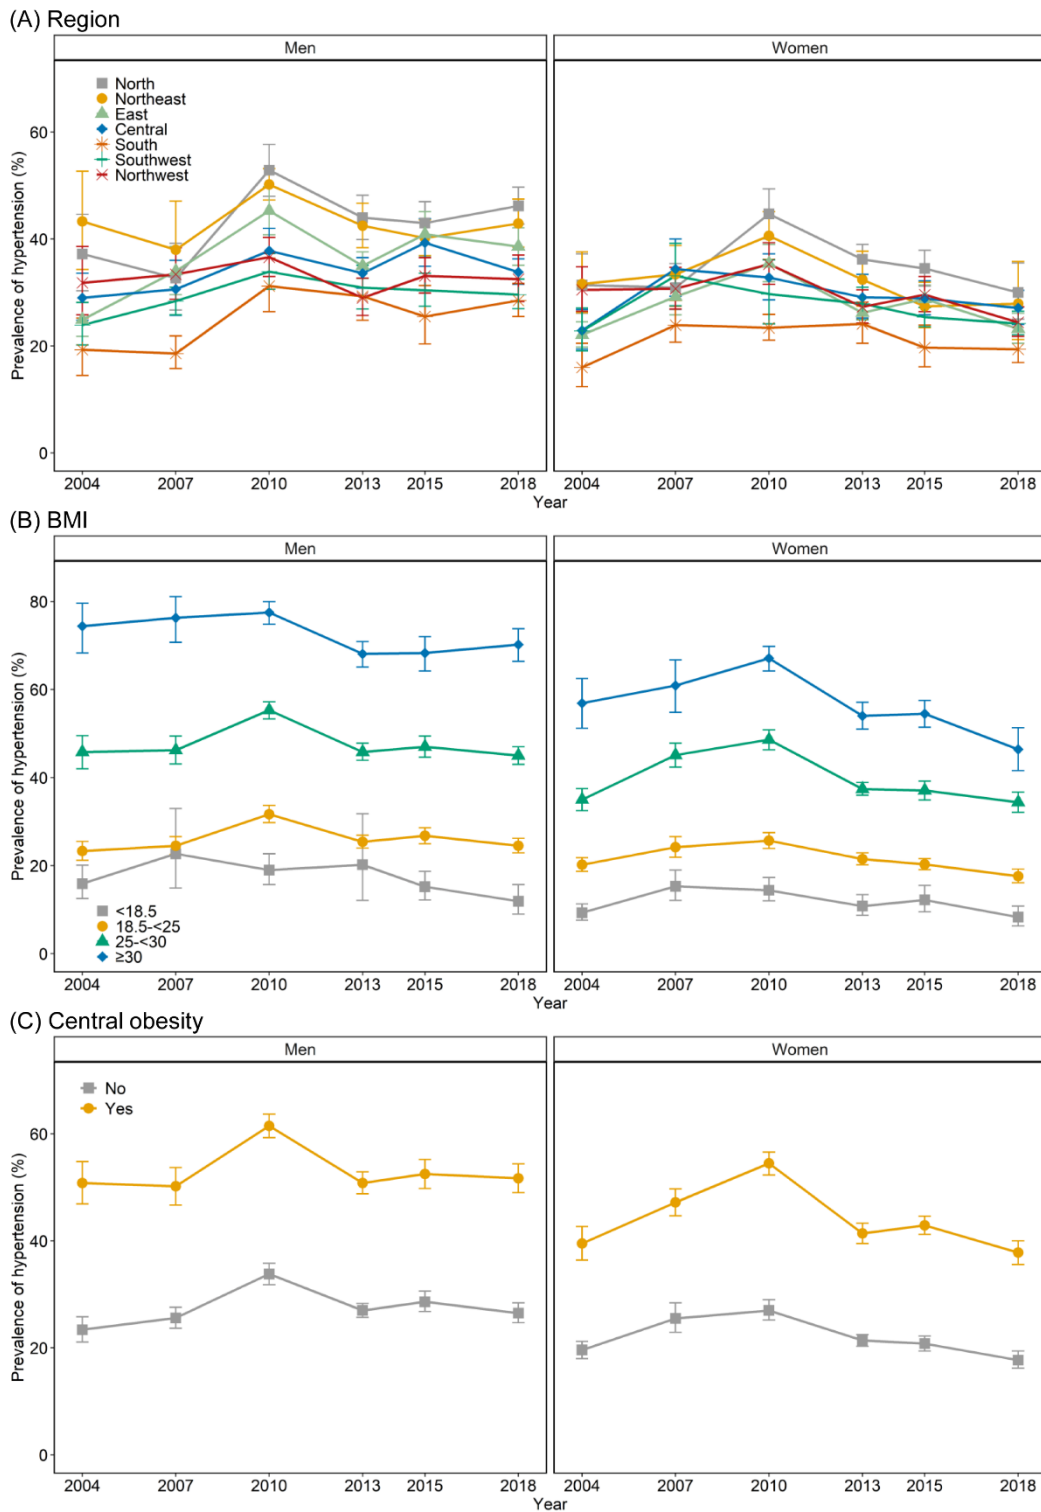 (A) Region
Men
Women
Prevalence of hypertension (%)
60
40
20
0
North
Northeast
East
Central
South
Southwest
Northwest
2004 2007 2010 2013 2015 2018
2004 2007 2010 2013 2015 2018
Year
(B) BMI
Men
Women
Prevalence of hypertension (%)
80
60
40
20
0
<18.5
18.5-<25
25-<30
≥30
2004 2007 2010 2013 2015 2018
2004 2007 2010 2013 2015 2018
Year
(C) Central obesity
Men
Women
Prevalence of hypertension (%)
60
40
20
0
No
Yes
2004 2007 2010 2013 2015 2018
2004 2007 2010 2013 2015 2018
Year